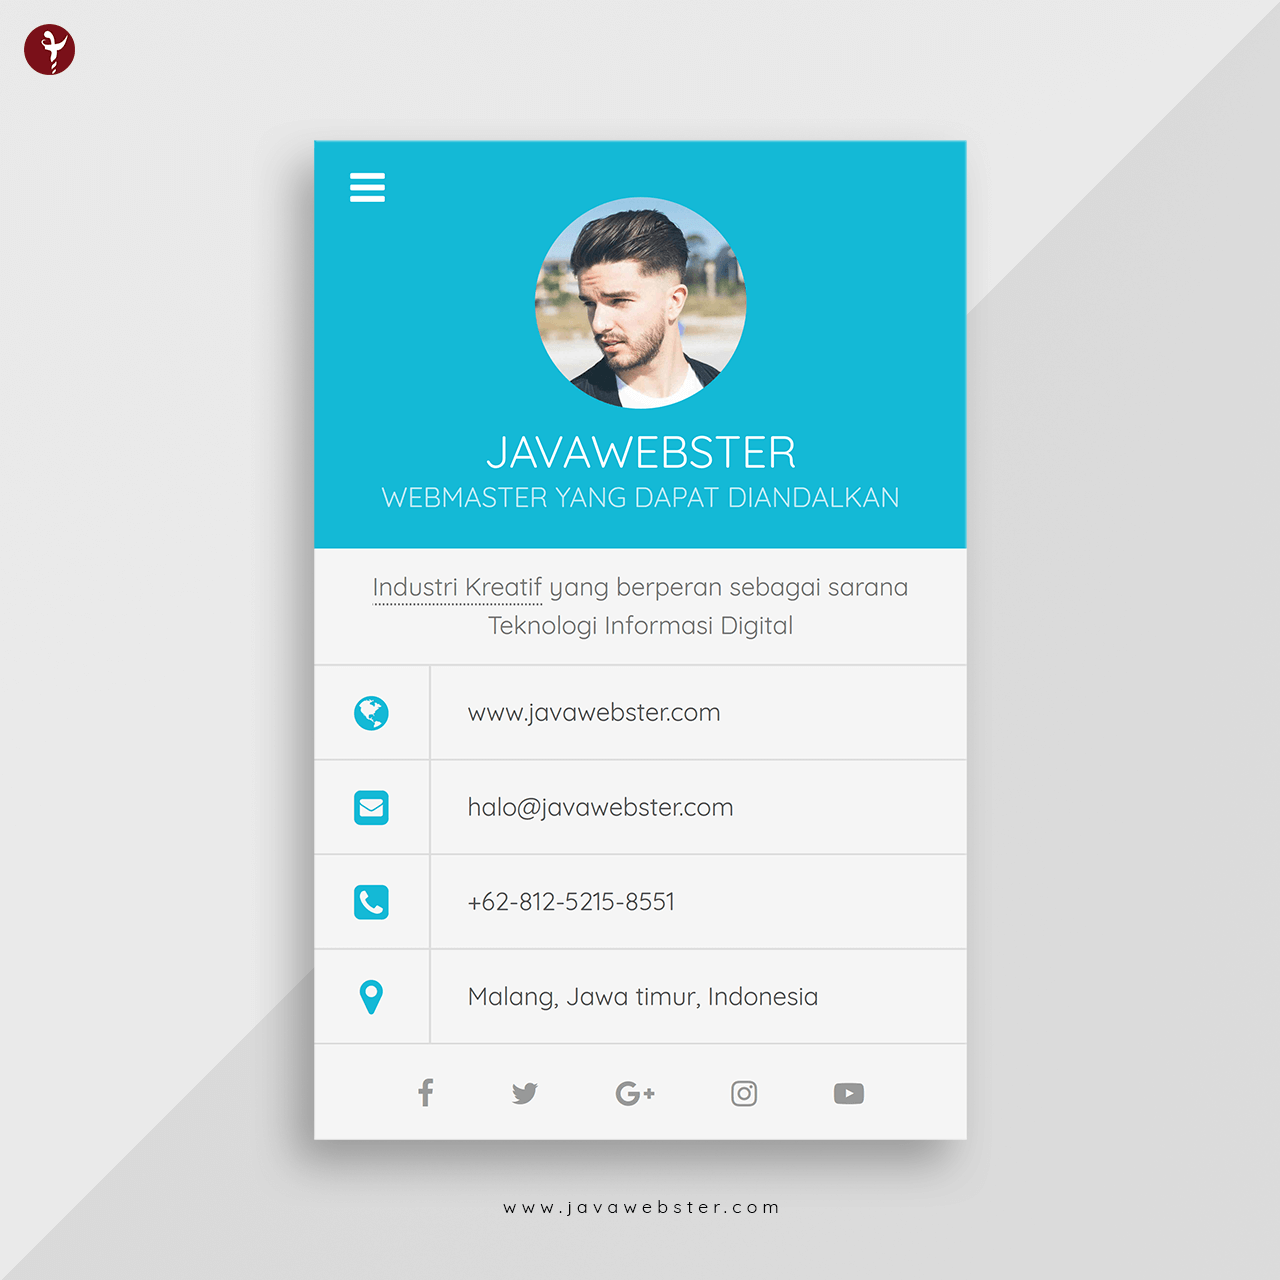 JAVAWEBSTER
WEBMASTER YANG DAPAT DIANDALKAN
Industri Kreatif yang berperan sebagai sarana
Teknologi Informasi Digital
www.javawebster.com
halo@javawebster.com
+62-812-5215-8551
Malang, Jawa timur, Indonesia
G+
www.javawebster.com